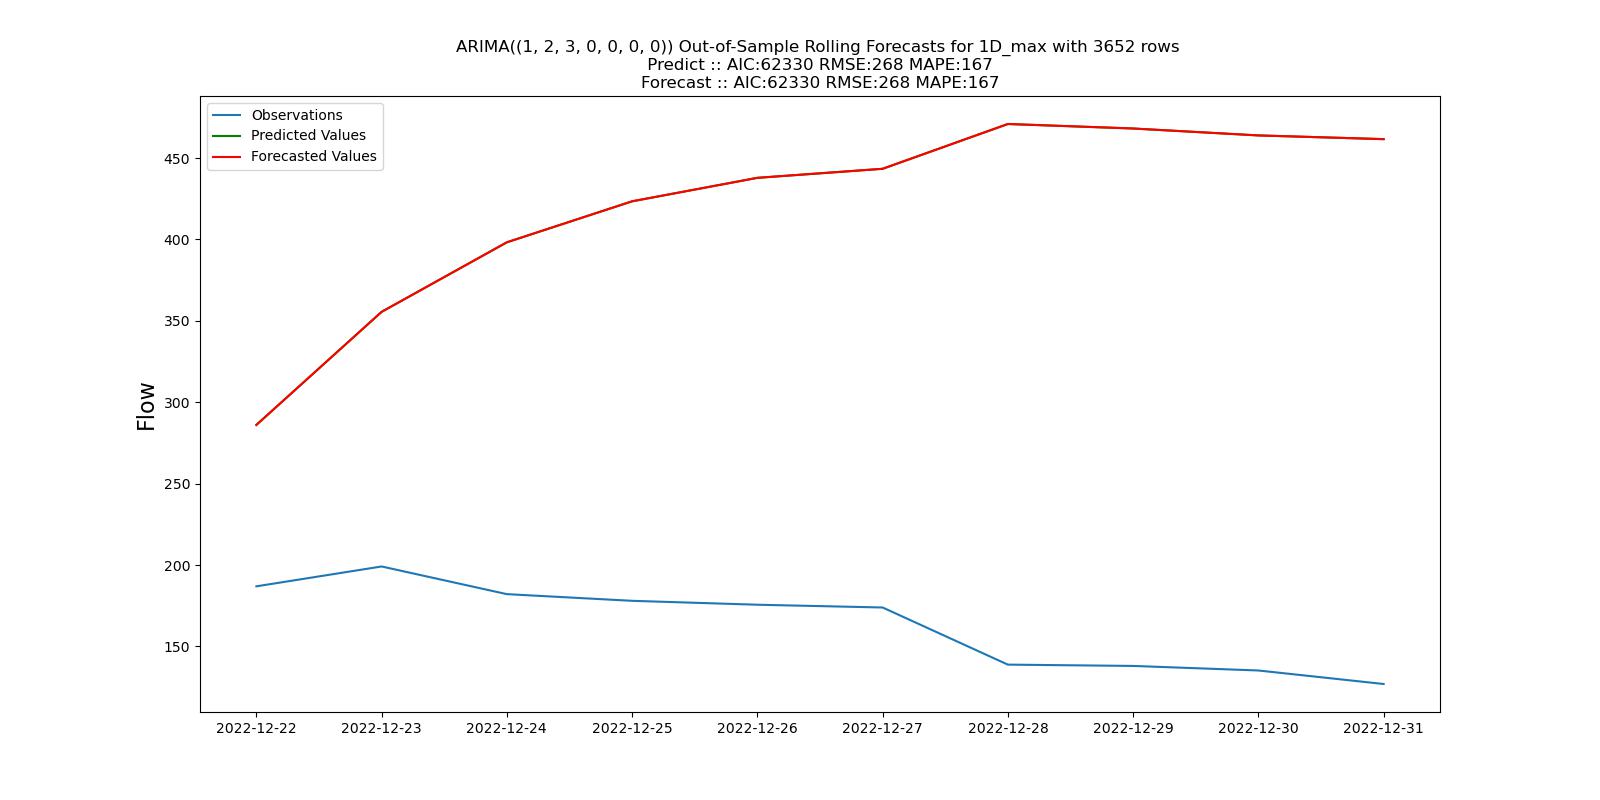 ARIMA((1, 2, 3, 0, 0, 0, 0)) Out-of-Sample Rolling Forecasts for 1D_max with 3652 rows
Predict :: AIC:62330 RMSE:268 MAPE:167
Forecast :: AIC:62330 RMSE:268 MAPE:167
Observations
Predicted Values
Forecasted Values
450
400
350
300
250
200
150
Flow
2022-12-22 2022-12-23 2022-12-24 2022-12-25 2022-12-26 2022-12-27 2022-12-28 2022-12-29 2022-12-30 2022-12-31